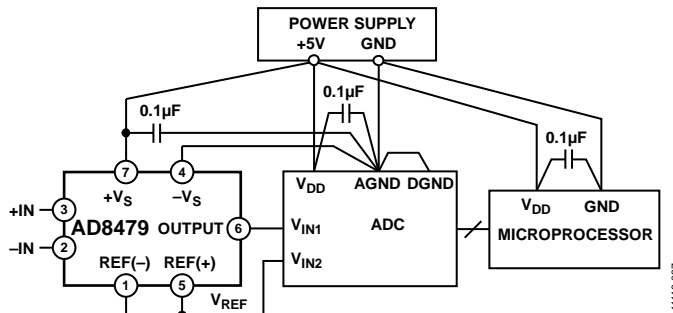 POWER SUPPLY
+5V GND
0.1µF
0.1µF
0.1µF
7 4
+VS –VS
VDD AGND DGND
VDD GND
+IN 3
AD8479 OUTPUT 6
VIN1 ADC
MICROPROCESSOR
–IN 2
VIN2
REF(–) REF(+)
1 5
VREF